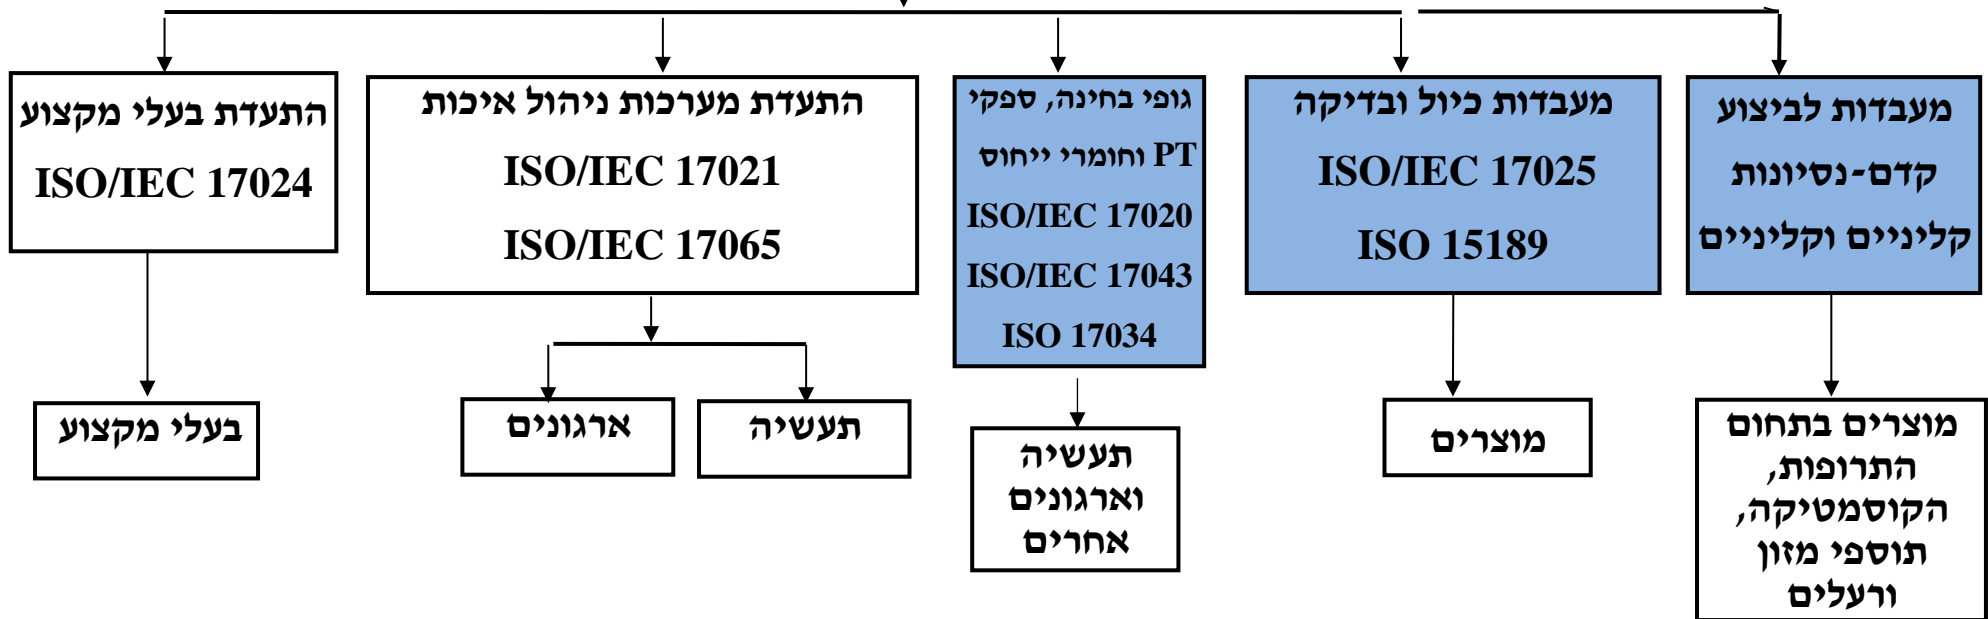 מעבדות לביצוע
קדם-נסיונות
קליניים וקליניים
מעבדות כיול ובדיקה
ISO/IEC 17025
ISO 15189
גופי בחינה, ספקי
PT וחומרי ייחוס
ISO/IEC 17020
ISO/IEC 17043
ISO 17034
התעדת מערכות ניהול איכות
ISO/IEC 17021
ISO/IEC 17065
התעדת בעלי מקצוע
ISO/IEC 17024
מוצרים בתחום
התרופות,
הקוסמטיקה,
תוספי מזון
ורעלים
מוצרים
תעשיה
וארגונים
אחרים
תעשיה
ארגונים
בעלי מקצוע